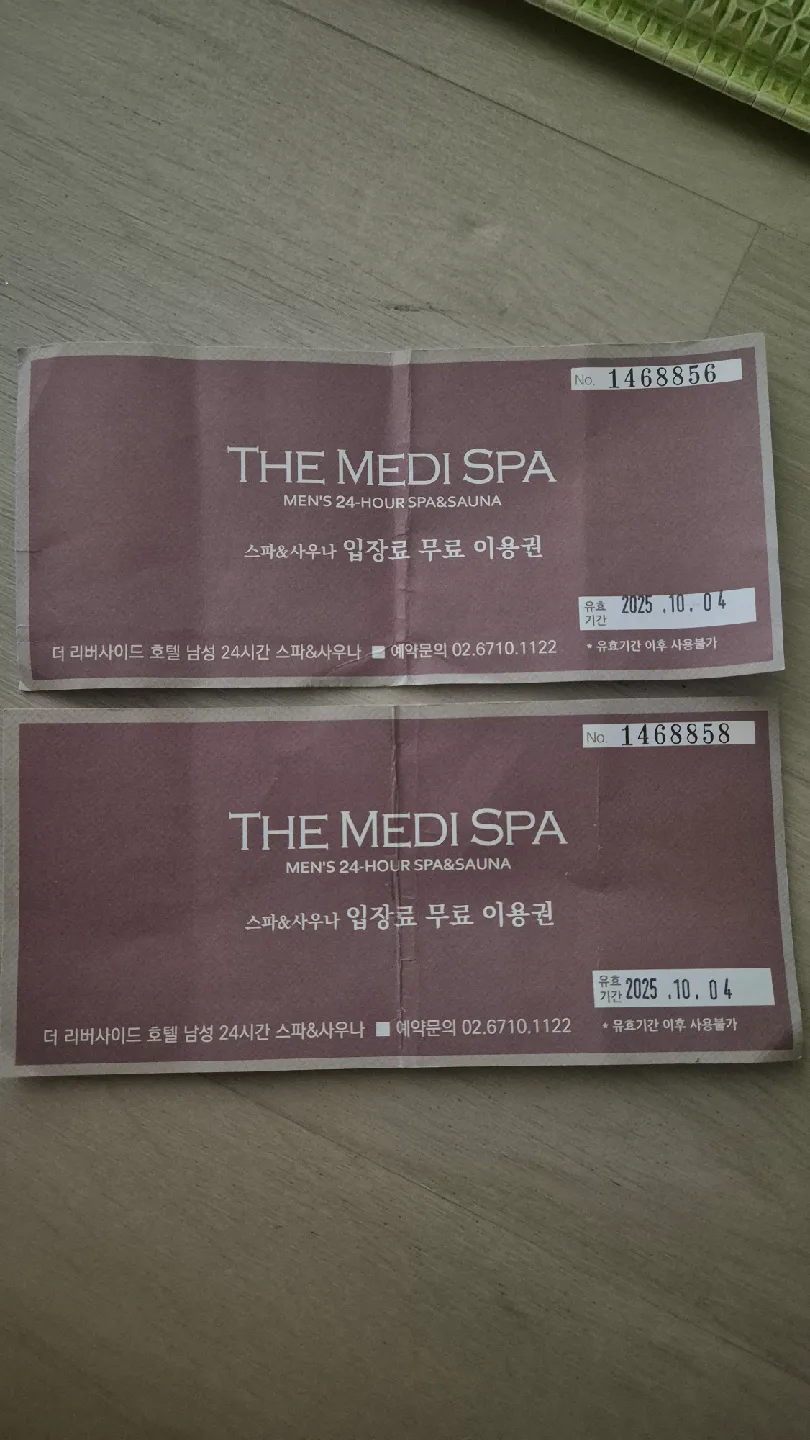 No. 1468856
THE MEDI SPA
MEN'S 24-HOUR SPA&SAUNA
스파&사우나 입장료 무료 이용권
유효
기간 2025 .10. 04
더 리버사이드 호텔 남성 24시간 스파&사우나 ■ 예약문의 02.6710.1122
* 유효기간 이후 사용불가
No. 1468858
THE MEDI SPA
MEN'S 24-HOUR SPA&SAUNA
스파&사우나 입장료 무료 이용권
유효
기간 2025 .10. 04
더 리버사이드 호텔 남성 24시간 스파&사우나 ■ 예약문의 02.6710.1122
* 유효기간 이후 사용불가